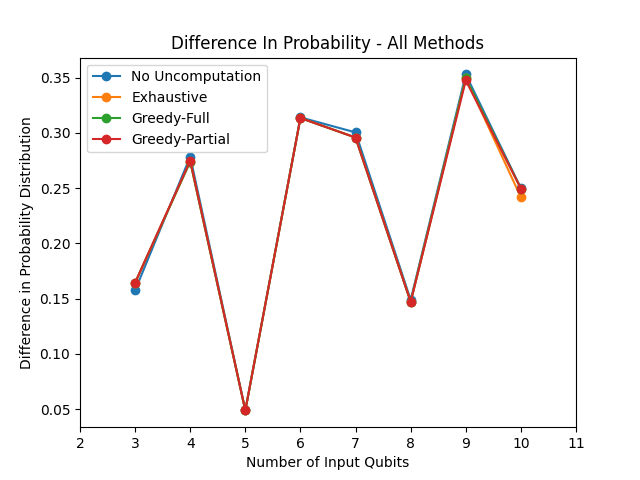 Difference In Probability - All Methods
No Uncomputation
Exhaustive
Greedy-Full
Greedy-Partial
Difference in Probability Distribution
0.35
0.30
0.25
0.20
0.15
0.10
0.05
2 3 4 5 6 7 8 9 10 11
Number of Input Qubits